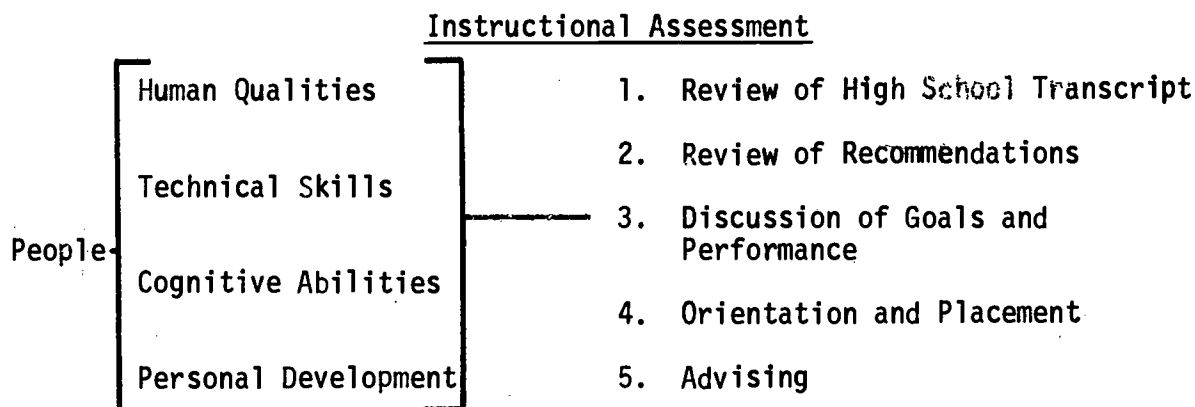 Instructional Assessment
People
Human Qualities
Technical Skills
Cognitive Abilities
Personal Development
1. Review of High School Transcript
2. Review of Recommendations
3. Discussion of Goals and
Performance
4. Orientation and Placement
5. Advising